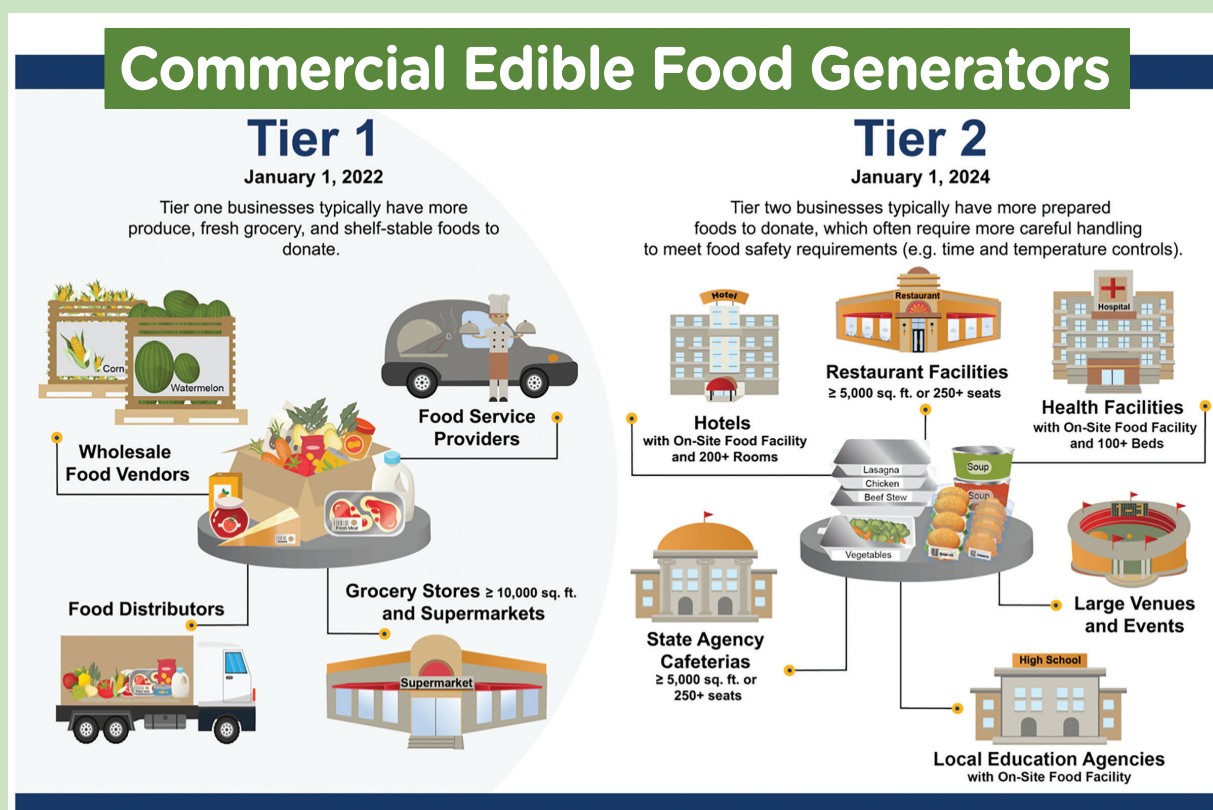 Commercial Edible Food Generators
Tier 1
January 1, 2022
Tier one businesses typically have more
produce, fresh grocery, and shelf-stable foods to
donate.
Corn
Watermelon
Wholesale
Food Vendors
Food Service
Providers
Fresh Meat
Food Distributors
Grocery Stores ≥ 10,000 sq. ft.
and Supermarkets
Supermarket
Tier 2
January 1, 2024
Tier two businesses typically have more prepared
foods to donate, which often require more careful handling
to meet food safety requirements (e.g. time and temperature controls).
Hotel
Hotels
with On-Site Food Facility
and 200+ Rooms
Restaurant
Restaurant Facilities
≥ 5,000 sq. ft. or 250+ seats
Hospital
Health Facilities
with On-Site Food Facility
and 100+ Beds
Lasagna
Chicken
Beef Stew
Vegetables
Soup
Soup
State Agency
Cafeterias
≥ 5,000 sq. ft. or
250+ seats
Large Venues
and Events
High School
Local Education Agencies
with On-Site Food Facility